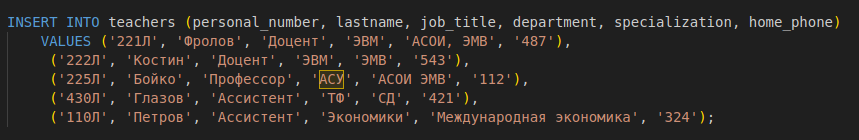 INSERT INTO teachers (personal_number, lastname, job_title, department, specialization, home_phone)
VALUES ('221Л', 'Фролов', 'Доцент', 'ЭВМ', 'АСОИ, ЭМВ', '487'),
('222Л', 'Костин', 'Доцент', 'ЭВМ', 'ЭМВ', '543'),
('225Л', 'Бойко', 'Профессор', 'АСУ', 'АСОИ ЭМВ', '112'),
('430Л', 'Глазов', 'Ассистент', 'ТФ', 'СД', '421'),
('110Л', 'Петров', 'Ассистент', 'Экономики', 'Международная экономика', '324');